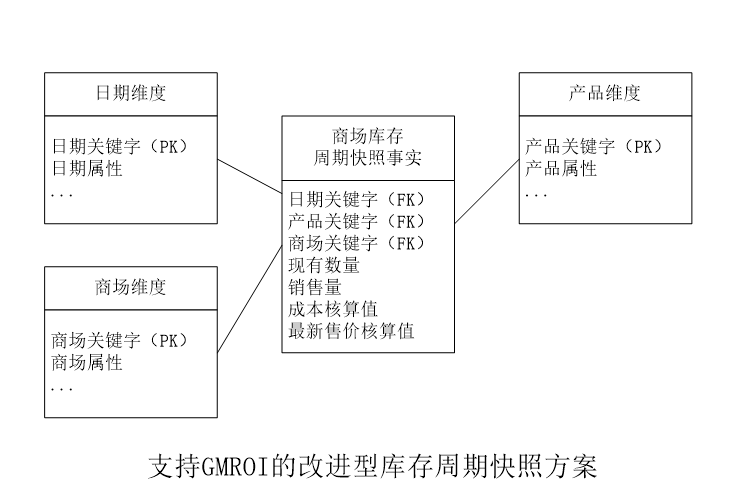 日期维度
日期关键字（PK）
日期属性
...
商场库存
周期快照事实
日期关键字（FK）
产品关键字（FK）
商场关键字（FK）
现有数量
销售量
成本核算值
最新售价核算值
产品维度
产品关键字（PK）
产品属性
...
商场维度
商场关键字（PK）
商场属性
...
支持GMROI的改进型库存周期快照方案